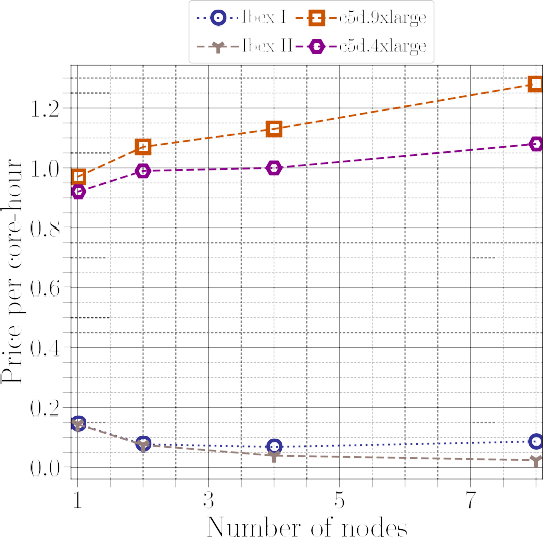 Ibex I
c5d.9xlarge
Ibex II
c5d.4xlarge
Price per core-hour
1.2
1.0
0.8
0.6
0.4
0.2
0.0
1 3 5 7
Number of nodes